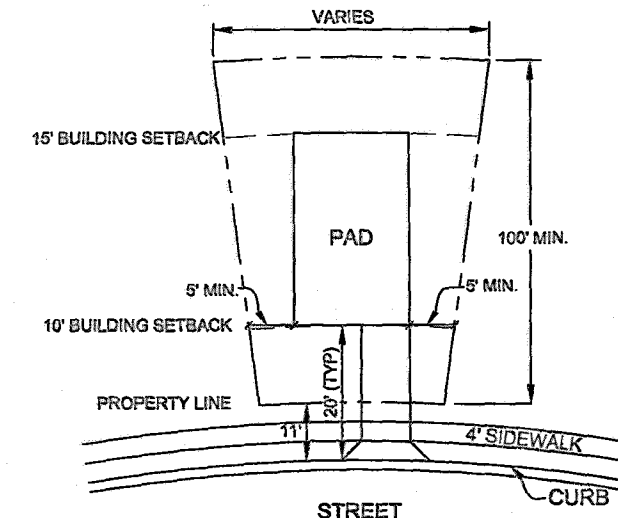 VARIES
15' BUILDING SETBACK
PAD
100' MIN.
5' MIN.
5' MIN.
10' BUILDING SETBACK
20' (TYP)
PROPERTY LINE
11'
4' SIDEWALK
CURB
STREET